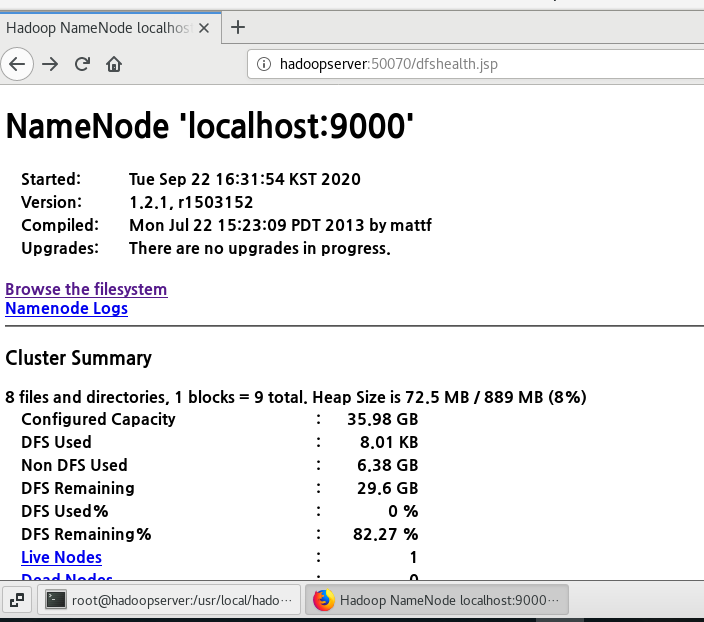 Hadoop NameNode localhos
hadoopserver:50070/dfshealth.jsp
NameNode 'localhost:9000'
Started: Tue Sep 22 16:31:54 KST 2020
Version: 1.2.1, r1503152
Compiled: Mon Jul 22 15:23:09 PDT 2013 by mattf
Upgrades: There are no upgrades in progress.
Browse the filesystem
Namenode Logs
Cluster Summary
8 files and directories, 1 blocks = 9 total. Heap Size is 72.5 MB / 889 MB (8%)
Configured Capacity : 35.98 GB
DFS Used : 8.01 KB
Non DFS Used : 6.38 GB
DFS Remaining : 29.6 GB
DFS Used% : 0 %
DFS Remaining% : 82.27 %
Live Nodes : 1
Dead Nodes : 0
root@hadoopserver:/usr/local/hado… Hadoop NameNode localhost:9000…